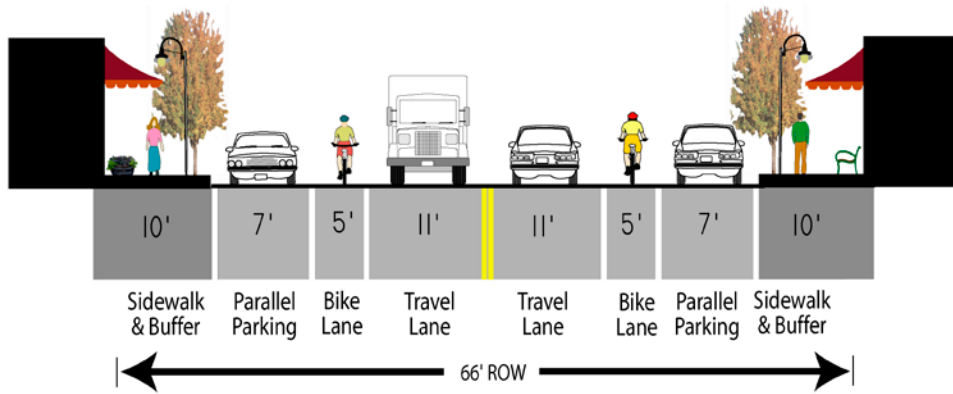 10' 7' 5' 11' 11' 5' 7' 10'
Sidewalk & Buffer
Parallel Parking
Bike Lane
Travel Lane
Travel Lane
Bike Lane
Parallel Parking
Sidewalk & Buffer
66' ROW